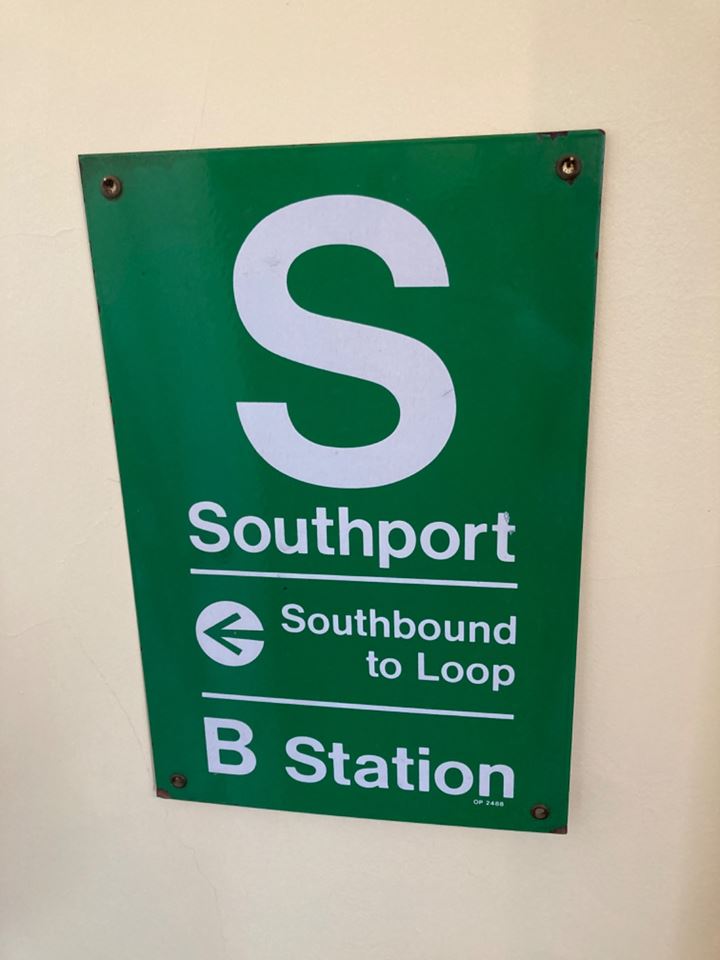 S
Southport
Southbound
to Loop
B Station
OP 2488